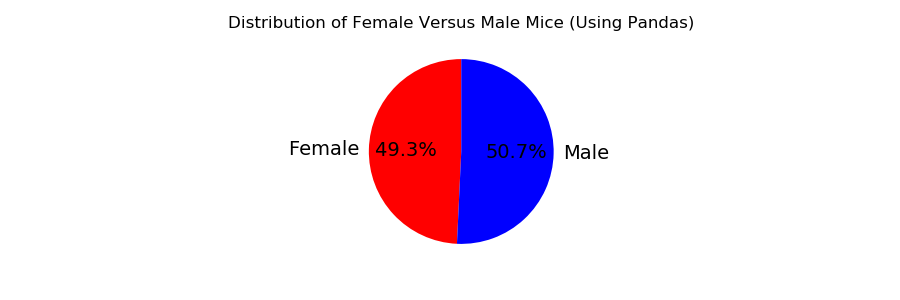 Distribution of Female Versus Male Mice (Using Pandas)
Female 49.3% 50.7% Male